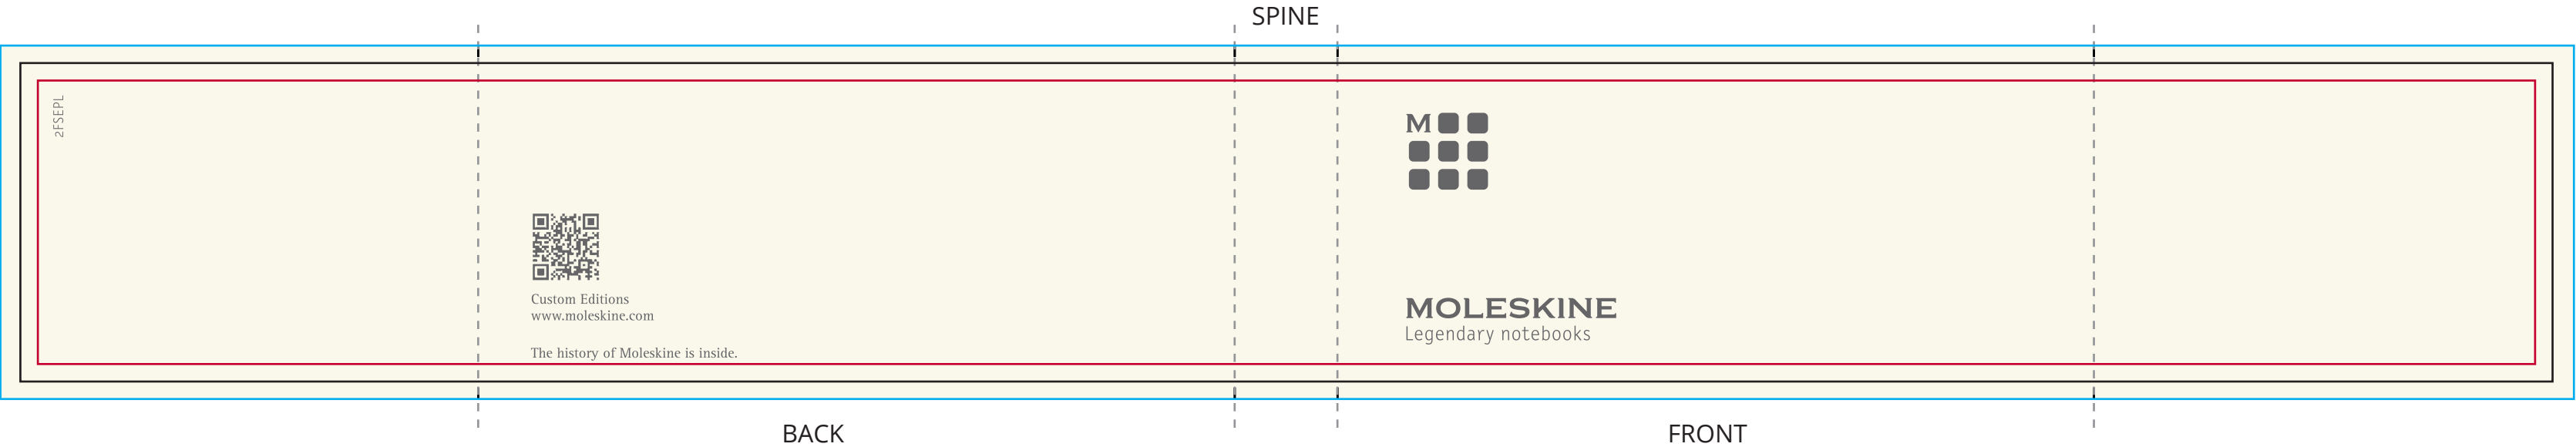 SPINE
2FSEPL
Custom Editions
www.moleskine.com
The history of Moleskine is inside.
M
MOLESKINE
Legendary notebooks
BACK
FRONT